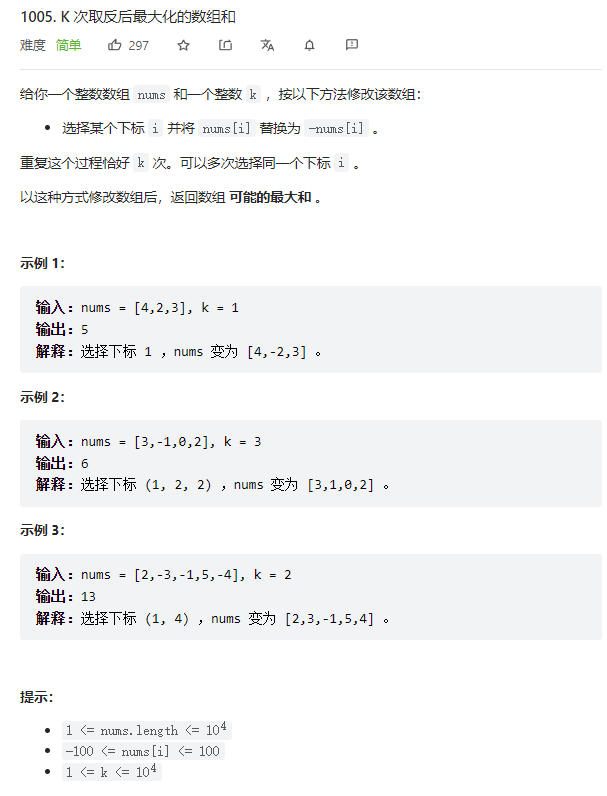 1005. K 次取反后最大化的数组和
难度 简单 297
给你一个整数数组 nums 和一个整数 k ，按以下方法修改该数组：
• 选择某个下标 i 并将 nums[i] 替换为 -nums[i] 。
重复这个过程恰好 k 次。可以多次选择同一个下标 i 。
以这种方式修改数组后，返回数组 可能的最大和 。
示例 1：
输入：nums = [4,2,3], k = 1
输出：5
解释：选择下标 1 ，nums 变为 [4,-2,3] 。
示例 2：
输入：nums = [3,-1,0,2], k = 3
输出：6
解释：选择下标 (1, 2, 2) ，nums 变为 [3,1,0,2] 。
示例 3：
输入：nums = [2,-3,-1,5,-4], k = 2
输出：13
解释：选择下标 (1, 4) ，nums 变为 [2,3,-1,5,4] 。
提示：
• 1 <= nums.length <= 10⁴
• -100 <= nums[i] <= 100
• 1 <= k <= 10⁴